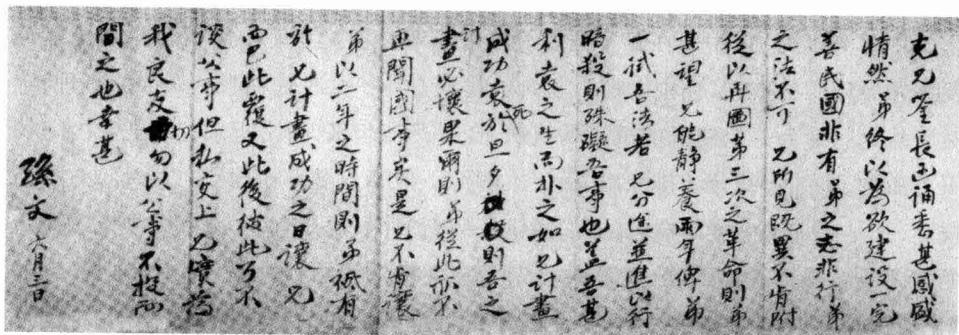 克兄鑒長函誦悉甚感盛
情然弟終以為欲建設一完
善民國非有弟之志非行弟
之法不可 兄所見既異不肯附
從以再圖第三次之革命則弟
甚望 兄能靜養兩年俾弟
一試吾法若 兄分途並進以行
暗殺則殊礙吾事也蓋吾甚
利袁之生而扑之如 兄計畫
成功袁死於旦夕則吾之計
畫必壞果爾則弟從此亦不
再聞國事矣是兄不肯讓
弟以二年之時間則弟祗有
於 兄計畫成功之日讓 兄
而已此覆又此後彼此可不
談公事但私交上 兄實為
我良友切勿以公事不投而
間之也幸甚
孫文 六月三日